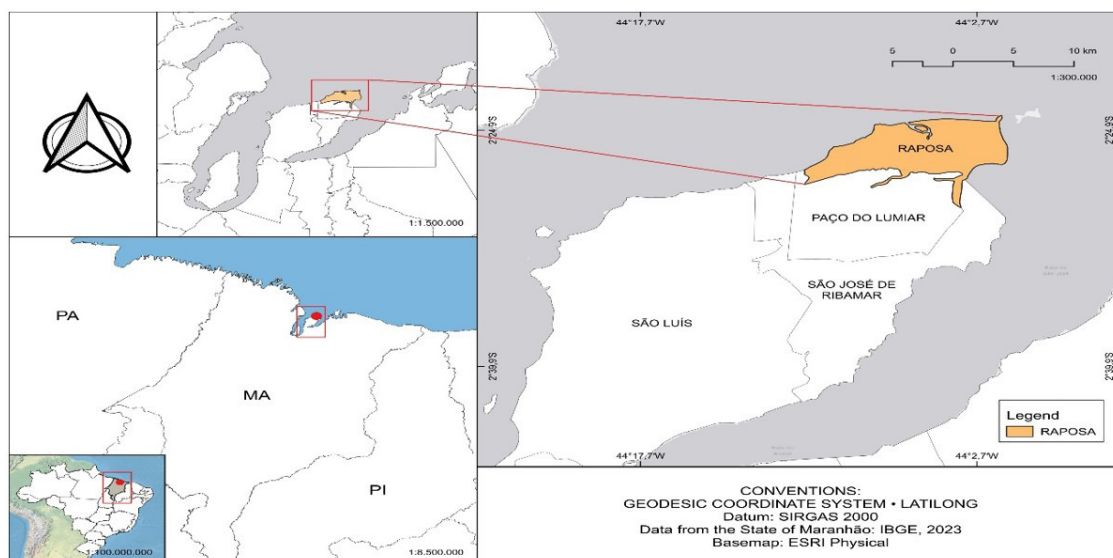 44°17,7'W
44°2,7'W
5 0 5 10 km
1:300.000
2°24,9'S
2°24,9'S
RAPOSA
PAÇO DO LUMIAR
SÃO JOSÉ DE
RIBAMAR
SÃO LUÍS
1:1.500.000
PA
MA
PI
2°39,9'S
2°39,9'S
Legend
RAPOSA
44°17,7'W
44°2,7'W
1:100.000.000
1:8.500.000
CONVENTIONS:
GEODESIC COORDINATE SYSTEM • LATILONG
Datum: SIRGAS 2000
Data from the State of Maranhão: IBGE, 2023
Basemap: ESRI Physical